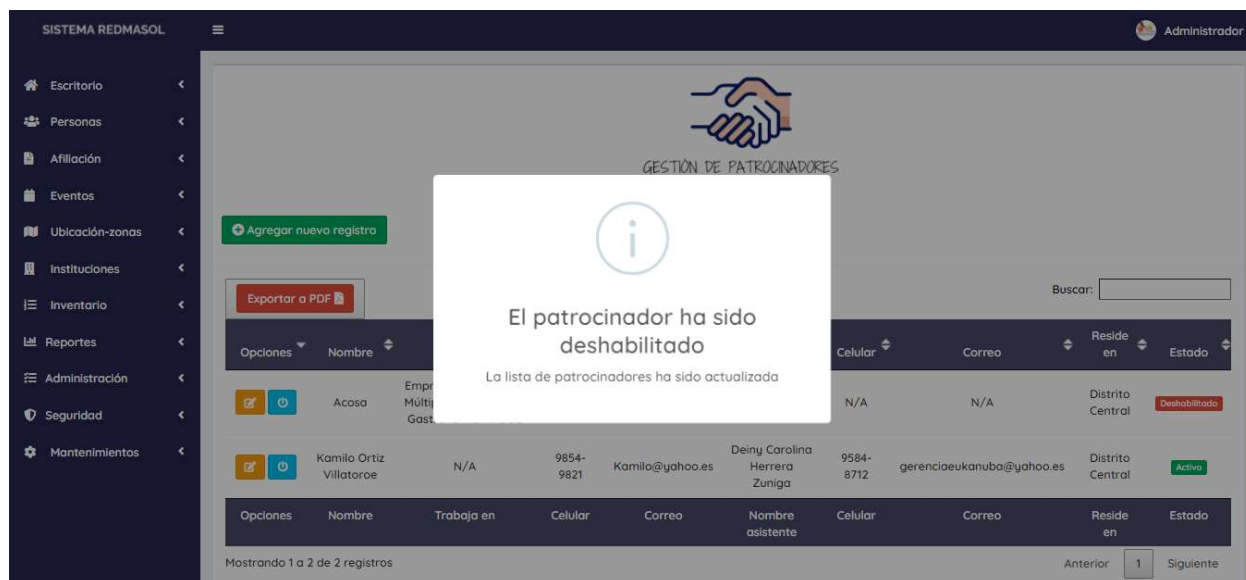 SISTEMA REDMASOL
Administrador
Escritorio
Personas
Afiliación
Eventos
Ubicación-zonas
Instituciones
Inventario
Reportes
Administración
Seguridad
Mantenimientos
GESTIÓN DE PATROCINADORES
Agregar nuevo registro
Exportar a PDF
Buscar:
El patrocinador ha sido
deshabilitado
La lista de patrocinadores ha sido actualizada
Opciones Nombre Celular Correo Reside
en Estado
Acosa N/A N/A Distrito
Central Deshabilitado
Kamilo Ortiz
Villatoroe N/A 9854-
9821 Kamilo@yahoo.es Deiny Carolina
Herrera
Zuniga 9584-
8712 gerenciaeukanuba@yahoo.es Distrito
Central Activo
Opciones Nombre Trabaja en Celular Correo Nombre
asistente Celular Correo Reside
en Estado
Mostrando 1 a 2 de 2 registros
Anterior 1 Siguiente